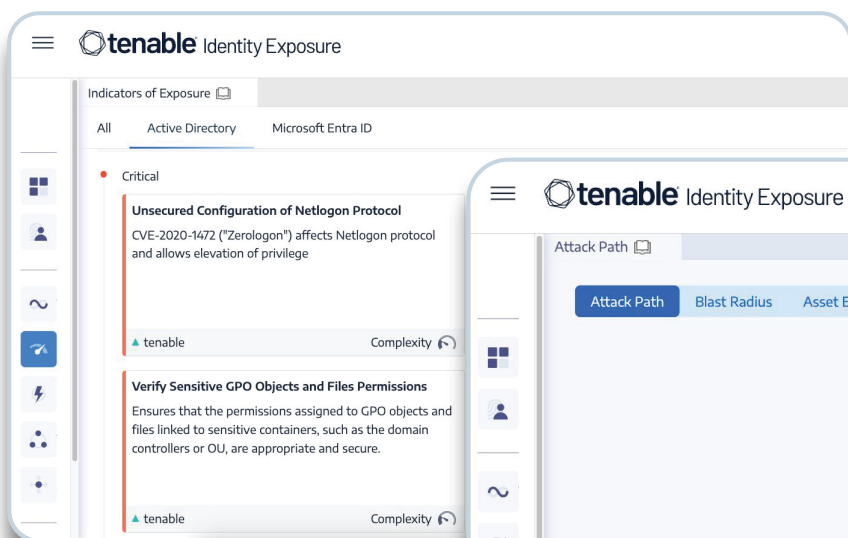 tenable Identity Exposure
Indicators of Exposure
All Active Directory Microsoft Entra ID
Critical
Unsecured Configuration of Netlogon Protocol
CVE-2020-1472 ("Zerologon") affects Netlogon protocol
and allows elevation of privilege
tenable Complexity
Verify Sensitive GPO Objects and Files Permissions
Ensures that the permissions assigned to GPO objects and
files linked to sensitive containers, such as the domain
controllers or OU, are appropriate and secure.
tenable Complexity
tenable Identity Exposure
Attack Path
Attack Path Blast Radius Asset E